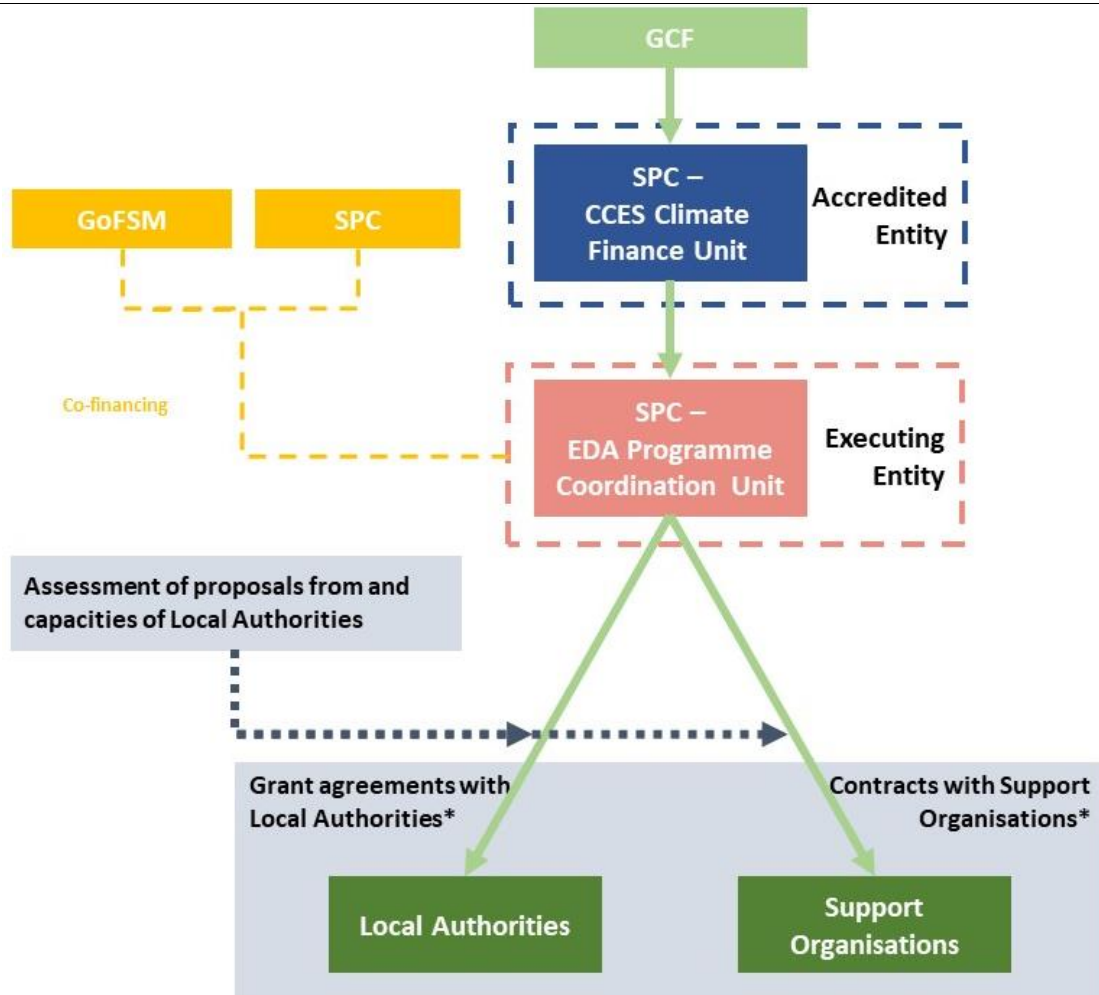 GCF
SPC –
CCES Climate
Finance Unit
Accredited
Entity
GoFSM
SPC
Co-financing
SPC –
EDA Programme
Coordination Unit
Executing
Entity
Assessment of proposals from and
capacities of Local Authorities
Grant agreements with
Local Authorities*
Contracts with Support
Organisations*
Local Authorities
Support
Organisations